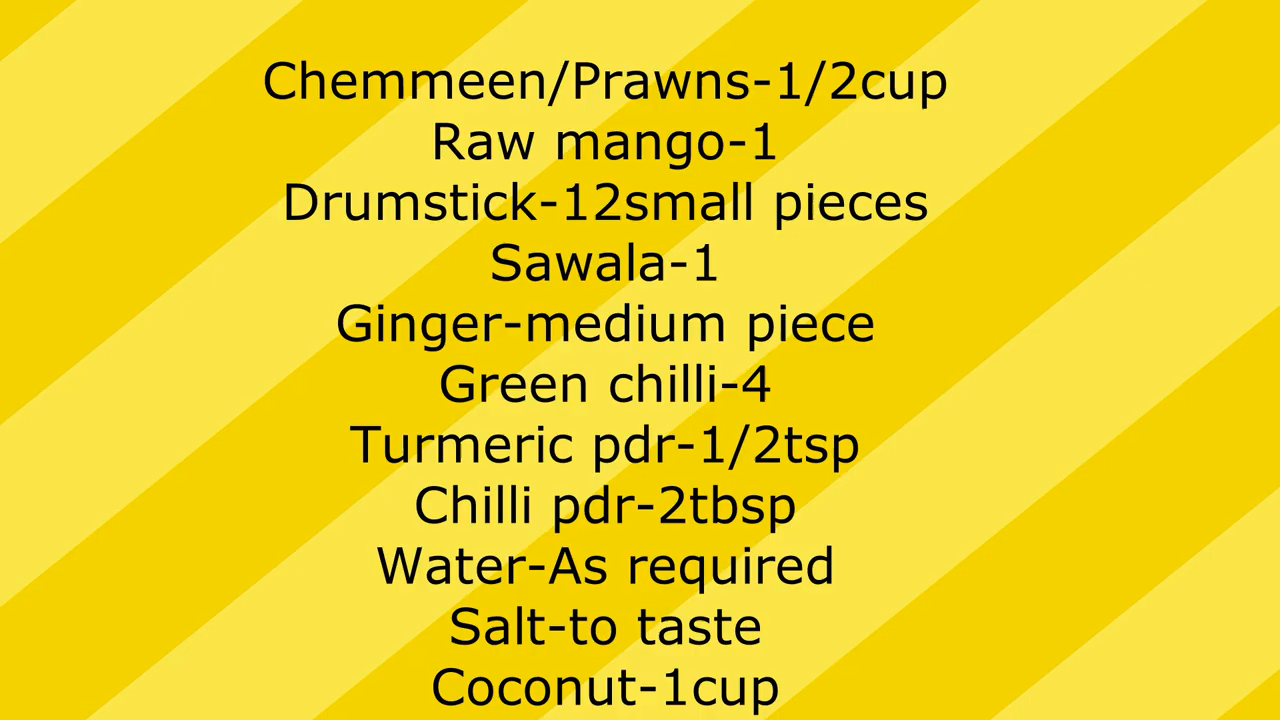 Chemmeen/Prawns-1/2cup
Raw mango-1
Drumstick-12small pieces
Sawala-1
Ginger-medium piece
Green chilli-4
Turmeric pdr-1/2tsp
Chilli pdr-2tbsp
Water-As required
Salt-to taste
Coconut-1cup